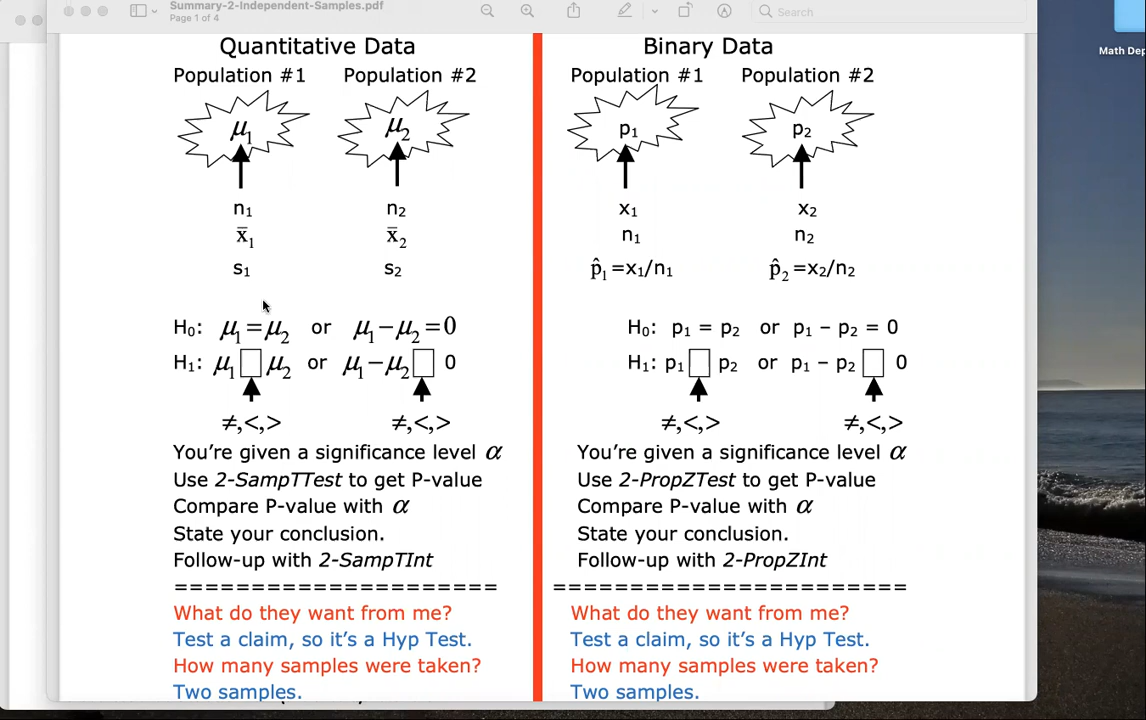 Summary-2-Independent-Samples.pdf
Page 1 of 4
Search
Math Dep
Quantitative Data
Population #1 Population #2
μ₁ μ₂
n₁ n₂
x̄₁ x̄₂
s₁ s₂
H₀: μ₁ = μ₂ or μ₁ − μ₂ = 0
H₁: μ₁ □ μ₂ or μ₁ − μ₂ □ 0
≠,<,> ≠,<,>
You're given a significance level α
Use 2-SampTTest to get P-value
Compare P-value with α
State your conclusion.
Follow-up with 2-SampTInt
==============================
What do they want from me?
Test a claim, so it's a Hyp Test.
How many samples were taken?
Two samples.
Binary Data
Population #1 Population #2
p₁ p₂
x₁ x₂
n₁ n₂
p̂₁ =x₁/n₁ p̂₂ =x₂/n₂
H₀: p₁ = p₂ or p₁ − p₂ = 0
H₁: p₁ □ p₂ or p₁ − p₂ □ 0
≠,<,> ≠,<,>
You're given a significance level α
Use 2-PropZTest to get P-value
Compare P-value with α
State your conclusion.
Follow-up with 2-PropZInt
=================================
What do they want from me?
Test a claim, so it's a Hyp Test.
How many samples were taken?
Two samples.